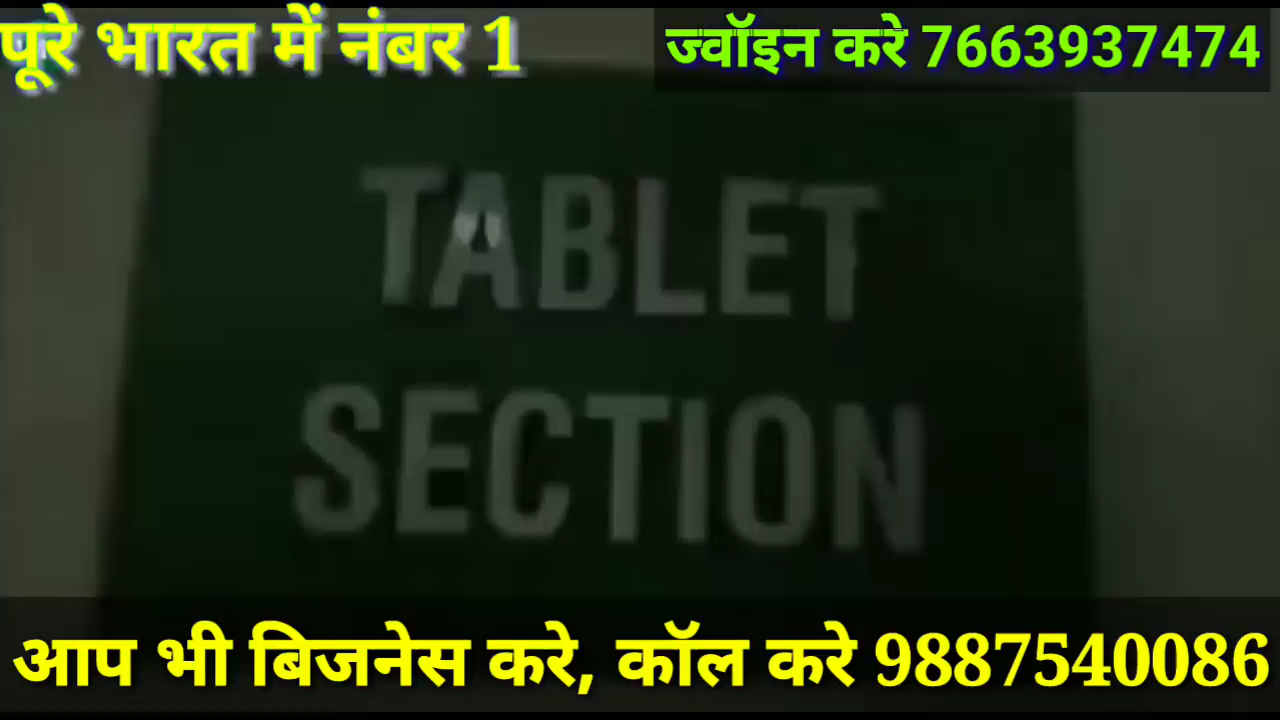 पूरे भारत में नंबर 1
ज्वॉइन करे 7663937474
TABLET
SECTION
आप भी बिजनेस करे, कॉल करे 9887540086